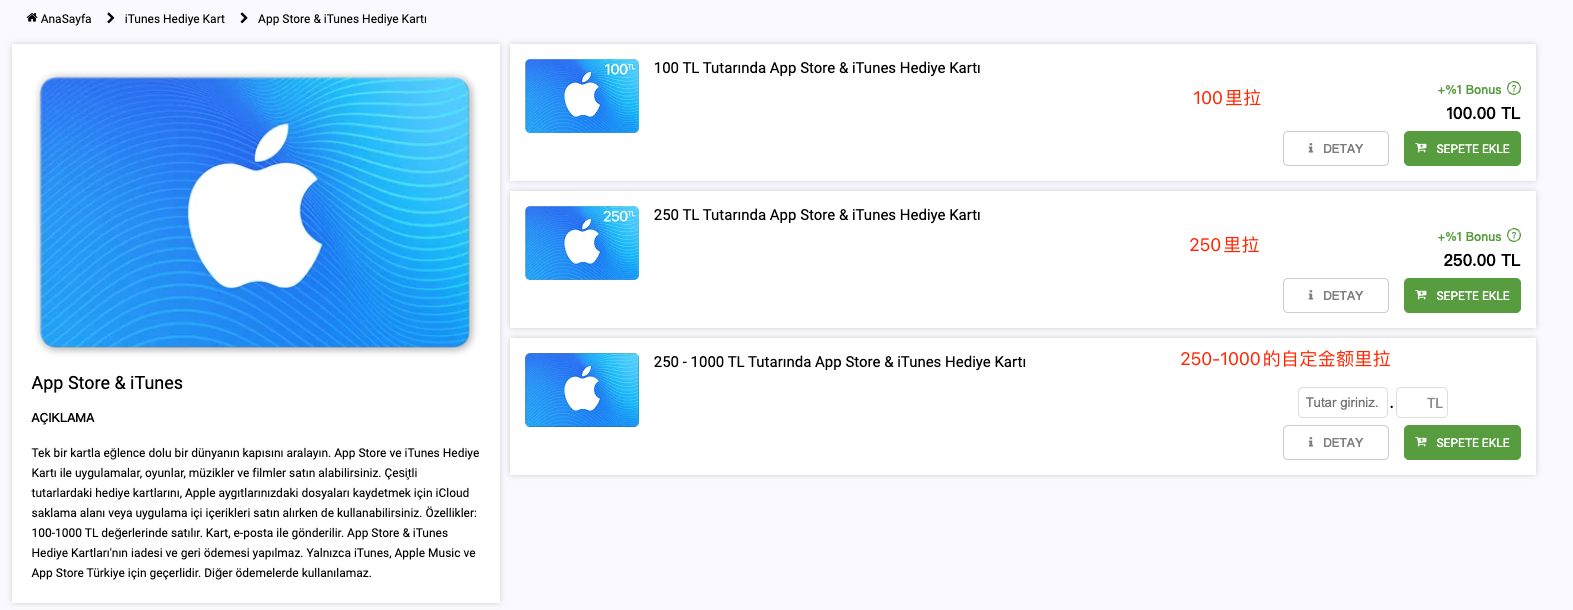 AnaSayfa > iTunes Hediye Kart > App Store & iTunes Hediye Kartı
App Store & iTunes
AÇIKLAMA
Tek bir kartla eğlence dolu bir dünyanın kapısını aralayın. App Store ve iTunes Hediye
Kartı ile uygulamalar, oyunlar, müzikler ve filmler satın alabilirsiniz. Çeşitli
tutarlardaki hediye kartlarını, Apple aygıtlarınızdaki dosyaları kaydetmek için iCloud
saklama alanı veya uygulama içi içerikleri satın alırken de kullanabilirsiniz. Özellikler:
100-1000 TL değerlerinde satılır. Kart, e-posta ile gönderilir. App Store & iTunes
Hediye Kartları'nın iadesi ve geri ödemesi yapılmaz. Yalnızca iTunes, Apple Music ve
App Store Türkiye için geçerlidir. Diğer ödemelerde kullanılamaz.
100TL
100 TL Tutarında App Store & iTunes Hediye Kartı
100里拉
+%1 Bonus ?
100.00 TL
DETAY
SEPETE EKLE
250TL
250 TL Tutarında App Store & iTunes Hediye Kartı
250里拉
+%1 Bonus ?
250.00 TL
DETAY
SEPETE EKLE
250 - 1000 TL Tutarında App Store & iTunes Hediye Kartı
250-1000的自定金额里拉
Tutar giriniz. . TL
DETAY
SEPETE EKLE